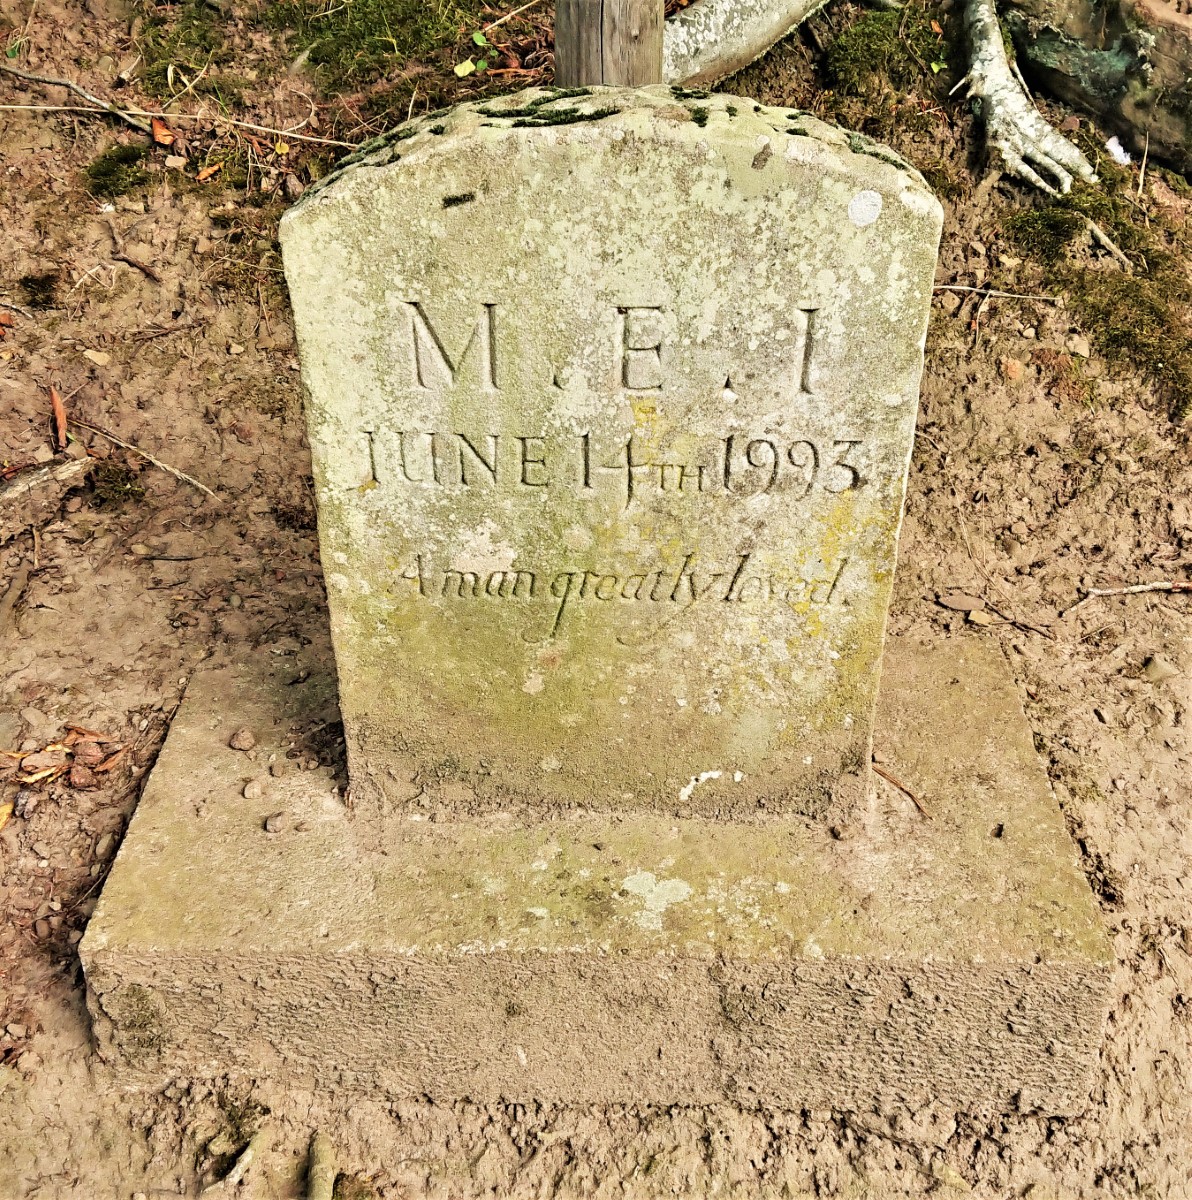 M . E . I
JUNE 14TH 1993
A man greatly loved.